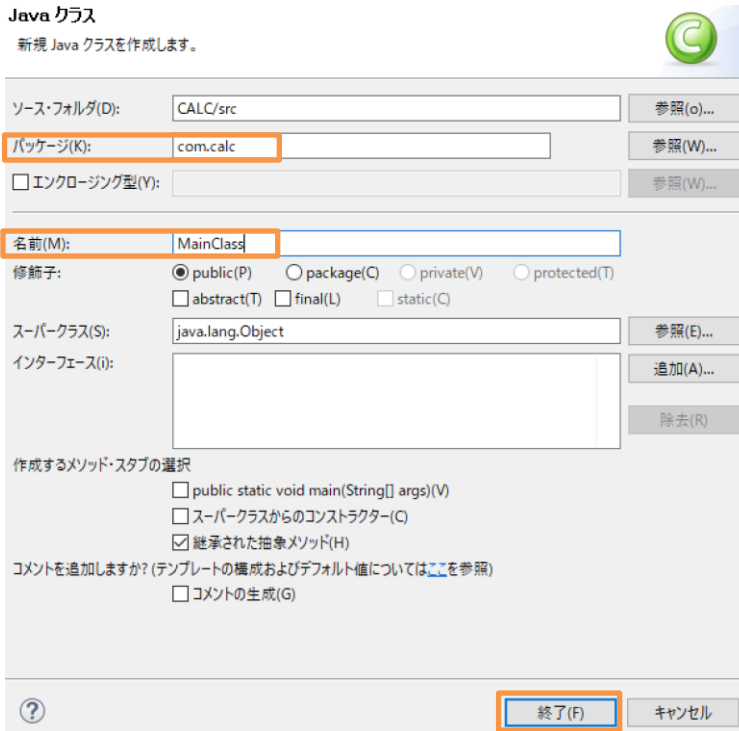 Java クラス
新規 Java クラスを作成します。
ソース・フォルダ(D): CALC/src 参照(o)...
パッケージ(K): com.calc 参照(W)...
エンクロージング型(Y): 参照(W)...
名前(M): MainClass
修飾子: public(P) package(C) private(V) protected(T)
abstract(T) final(L) static(C)
スーパークラス(S): java.lang.Object 参照(E)...
インターフェース(i): 追加(A)...
除去(R)
作成するメソッド・スタブの選択
public static void main(String[] args)(V)
スーパークラスからのコンストラクター(C)
継承された抽象メソッド(H)
コメントを追加しますか? (テンプレートの構成およびデフォルト値についてはここを参照)
コメントの生成(G)
? 終了(F) キャンセル